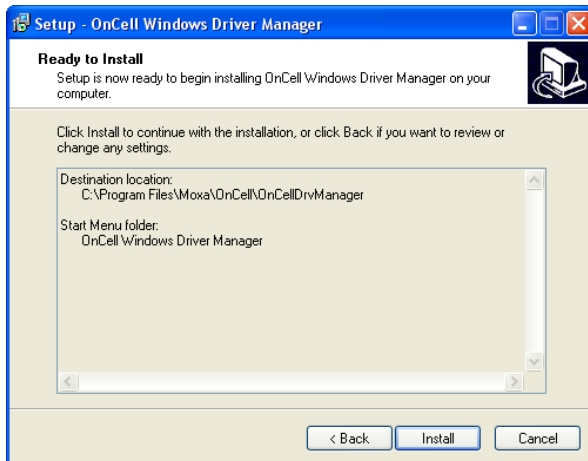 Setup - OnCell Windows Driver Manager
Ready to Install
Setup is now ready to begin installing OnCell Windows Driver Manager on your
computer.
Click Install to continue with the installation, or click Back if you want to review or
change any settings.
Destination location:
C:\Program Files\Moxa\OnCell\OnCellDrvManager
Start Menu folder:
OnCell Windows Driver Manager
< Back
Install
Cancel